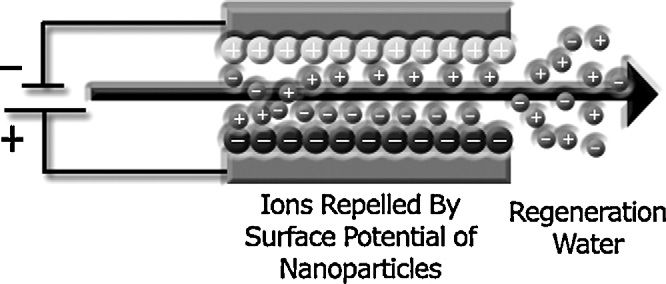 Ions Repelled By
Surface Potential of
Nanoparticles
Regeneration
Water